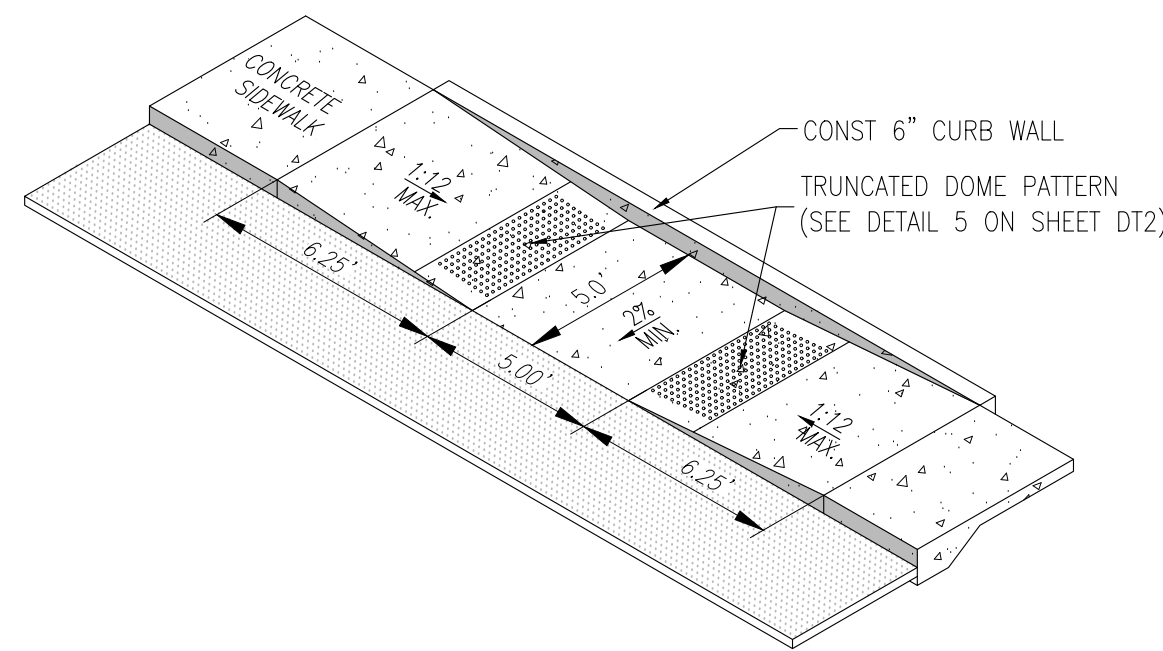 CONCRETE
SIDEWALK
CONST 6” CURB WALL
TRUNCATED DOME PATTERN
(SEE DETAIL 5 ON SHEET DT2)
1:12
MAX.
6.25'
5.0'
2%
MIN.
5.00'
1:12
MAX.
6.25'